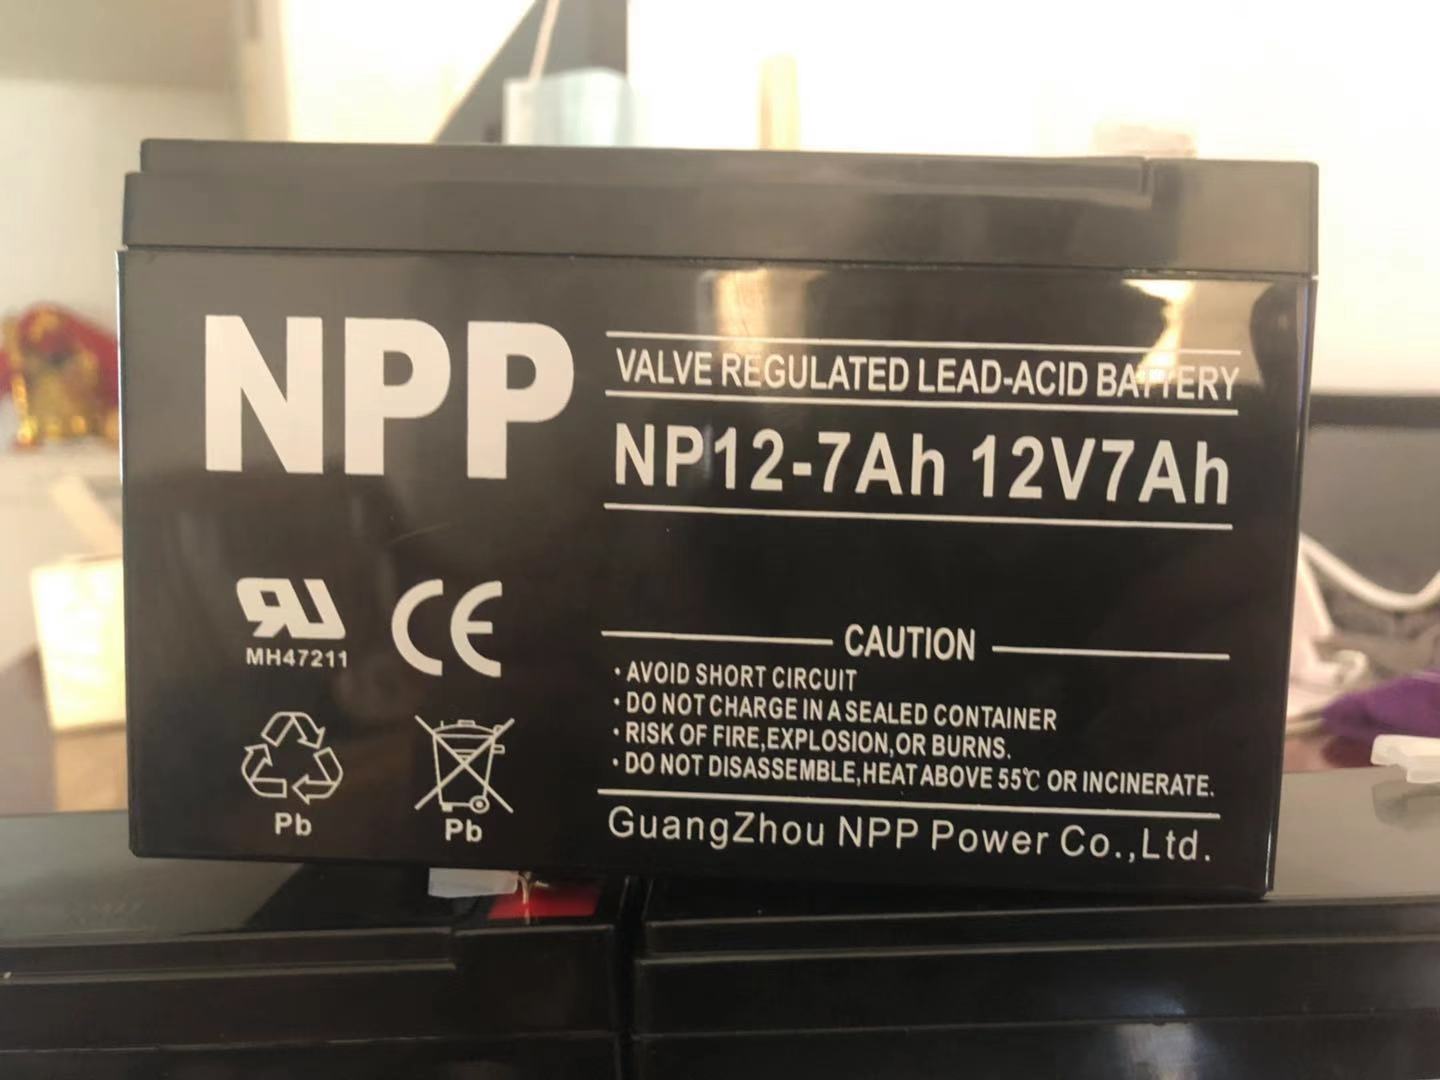 NPP
VALVE REGULATED LEAD-ACID BATTERY
NP12-7Ah 12V7Ah
RU
MH47211
CE
Pb
Pb
CAUTION
· AVOID SHORT CIRCUIT
· DO NOT CHARGE IN A SEALED CONTAINER
· RISK OF FIRE,EXPLOSION,OR BURNS.
· DO NOT DISASSEMBLE,HEAT ABOVE 55℃ OR INCINERATE.
GuangZhou NPP Power Co.,Ltd.